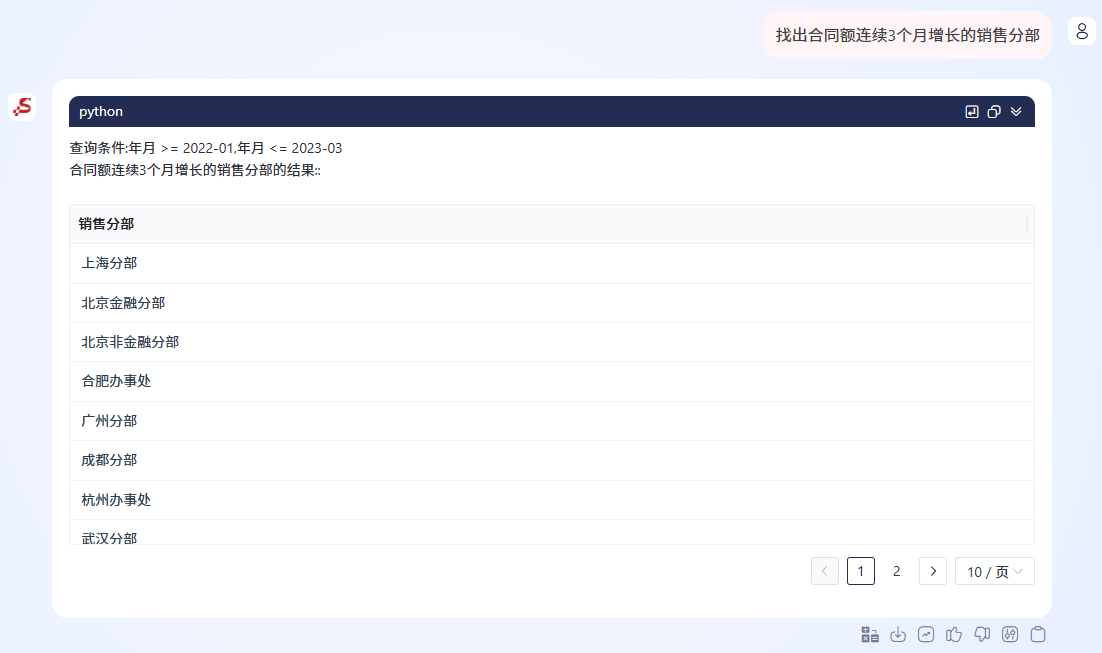 找出合同额连续3个月增长的销售分部
python
查询条件:年月 >= 2022-01,年月 <= 2023-03
合同额连续3个月增长的销售分部的结果::
销售分部
上海分部
北京金融分部
北京非金融分部
合肥办事处
广州分部
成都分部
杭州办事处
武汉分部
1 2 10 / 页